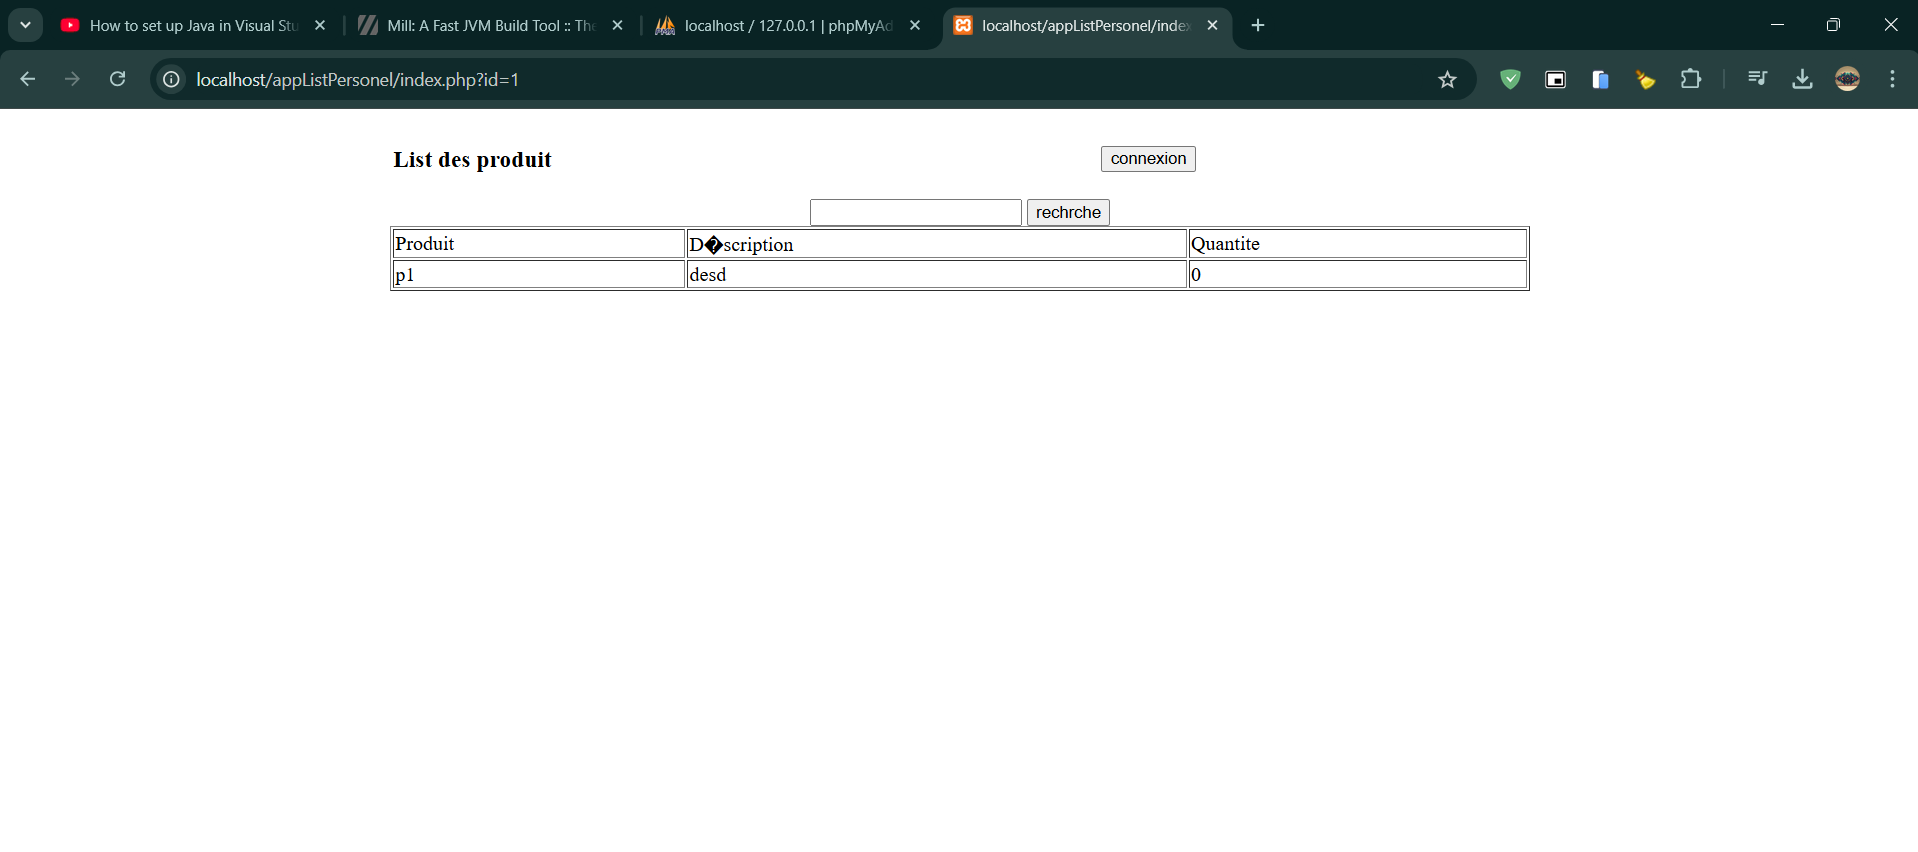 How to set up Java in Visual Stu
Mill: A Fast JVM Build Tool :: The
localhost / 127.0.0.1 | phpMyAd
localhost/appListPersonel/index
localhost/appListPersonel/index.php?id=1
List des produit
connexion
rechrche
Produit D�scription Quantite
p1 desd 0